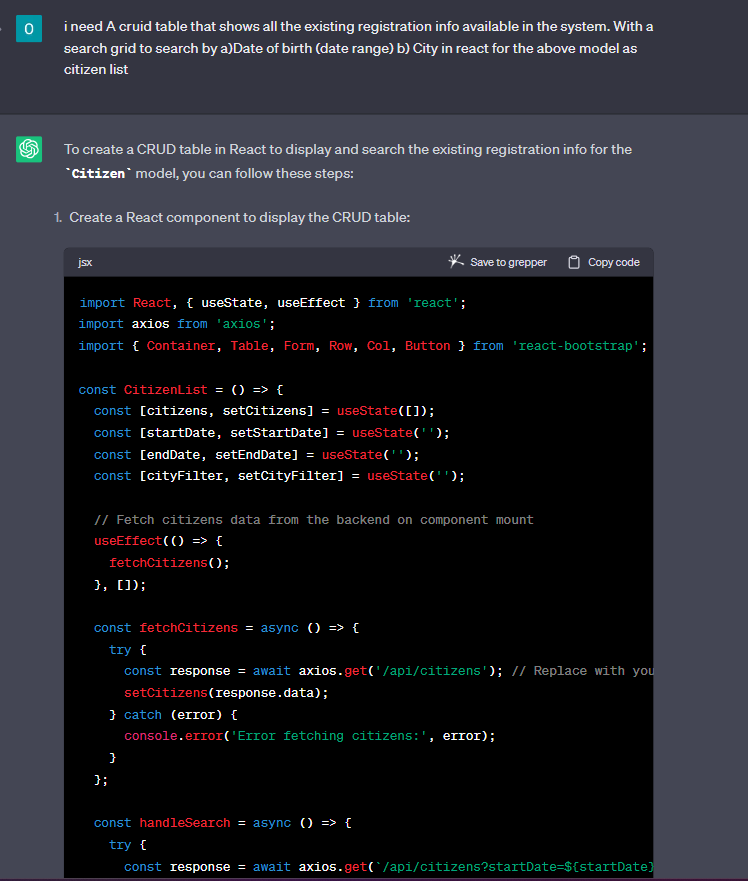 O
i need A cruid table that shows all the existing registration info available in the system. With a
search grid to search by a)Date of birth (date range) b) City in react for the above model as
citizen list
To create a CRUD table in React to display and search the existing registration info for the
`Citizen` model, you can follow these steps:
1. Create a React component to display the CRUD table:
jsx Save to grepper Copy code
import React, { useState, useEffect } from 'react';
import axios from 'axios';
import { Container, Table, Form, Row, Col, Button } from 'react-bootstrap';
const CitizenList = () => {
const [citizens, setCitizens] = useState([]);
const [startDate, setStartDate] = useState('');
const [endDate, setEndDate] = useState('');
const [cityFilter, setCityFilter] = useState('');
// Fetch citizens data from the backend on component mount
useEffect(() => {
fetchCitizens();
}, []);
const fetchCitizens = async () => {
try {
const response = await axios.get('/api/citizens'); // Replace with you
setCitizens(response.data);
} catch (error) {
console.error('Error fetching citizens:', error);
}
};
const handleSearch = async () => {
try {
const response = await axios.get(`/api/citizens?startDate=${startDate}